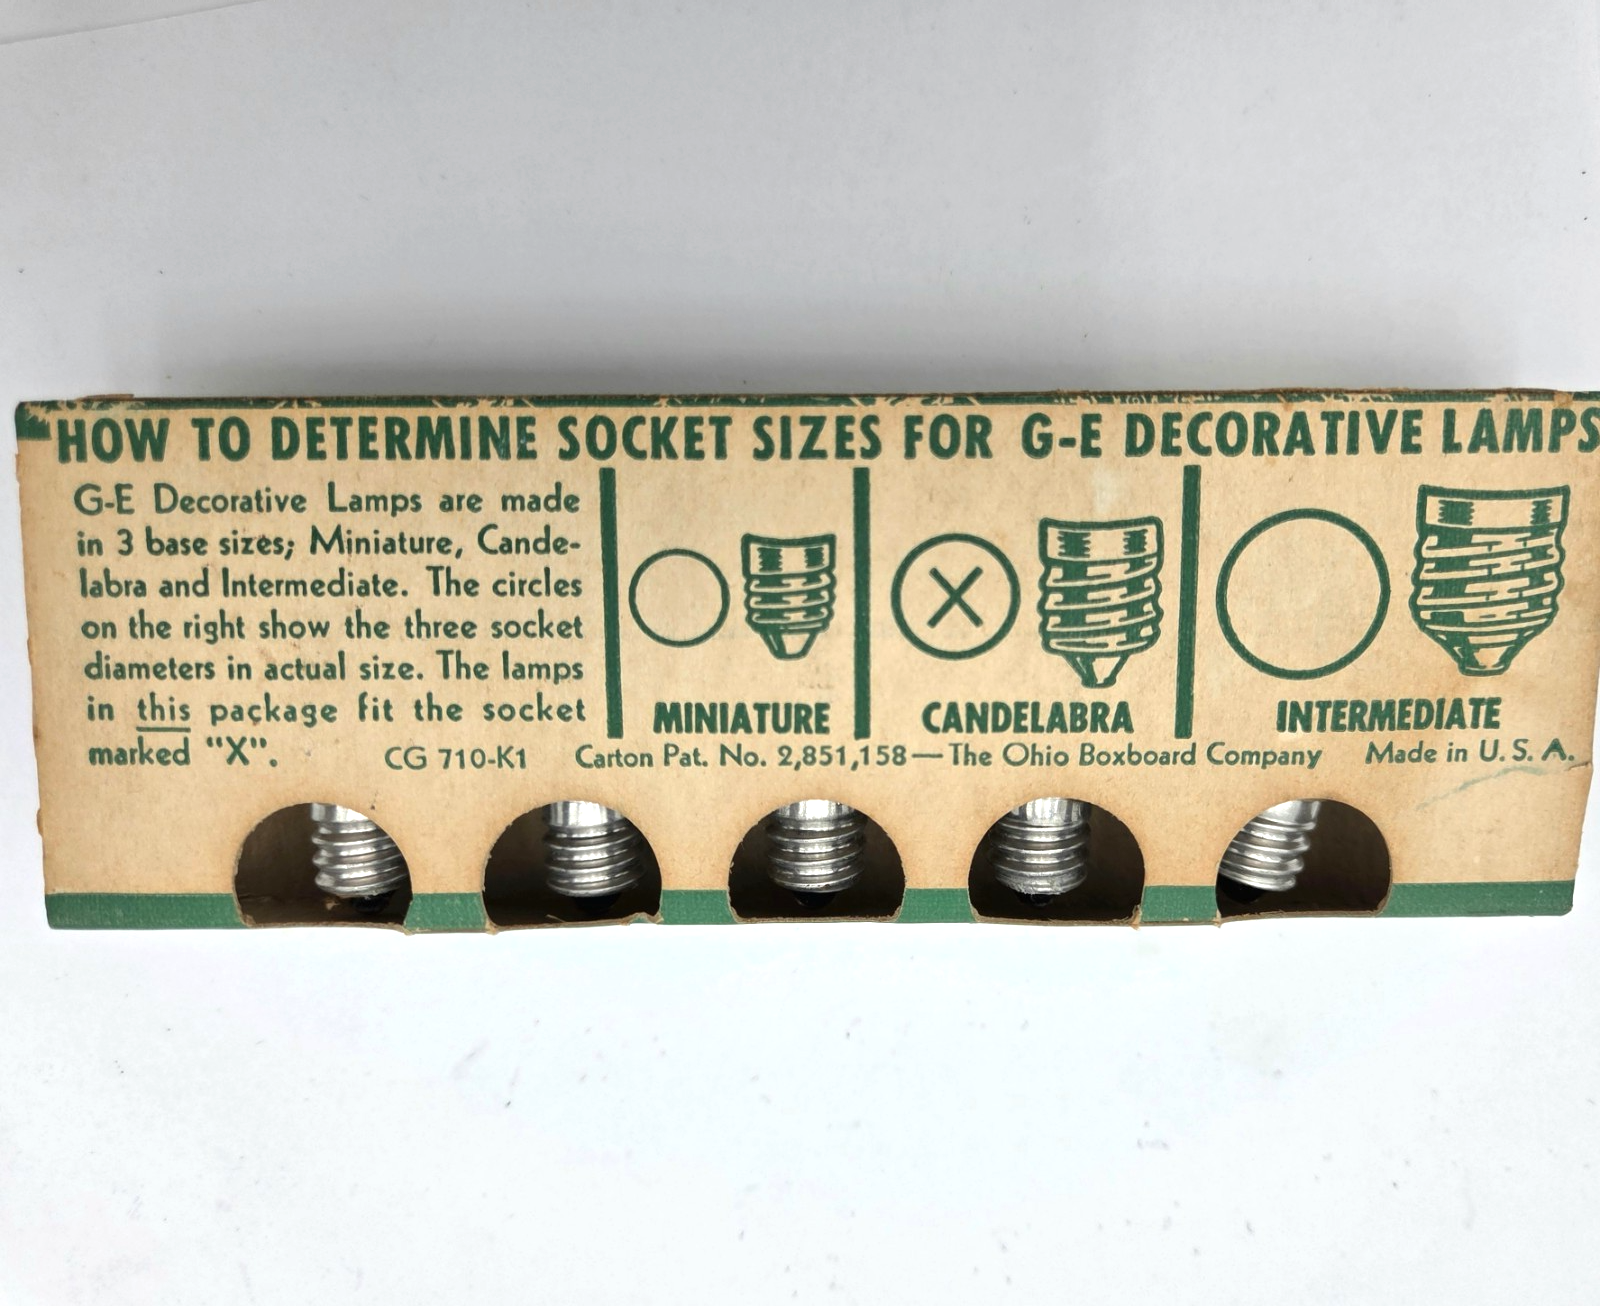 HOW TO DETERMINE SOCKET SIZES FOR G-E DECORATIVE LAMPS
G-E Decorative Lamps are made
in 3 base sizes; Miniature, Cande-
labra and Intermediate. The circles
on the right show the three socket
diameters in actual size. The lamps
in this package fit the socket
marked "X".
X
MINIATURE
CANDELABRA
INTERMEDIATE
CG 710-K1 Carton Pat. No. 2,851,158—The Ohio Boxboard Company Made in U. S. A.